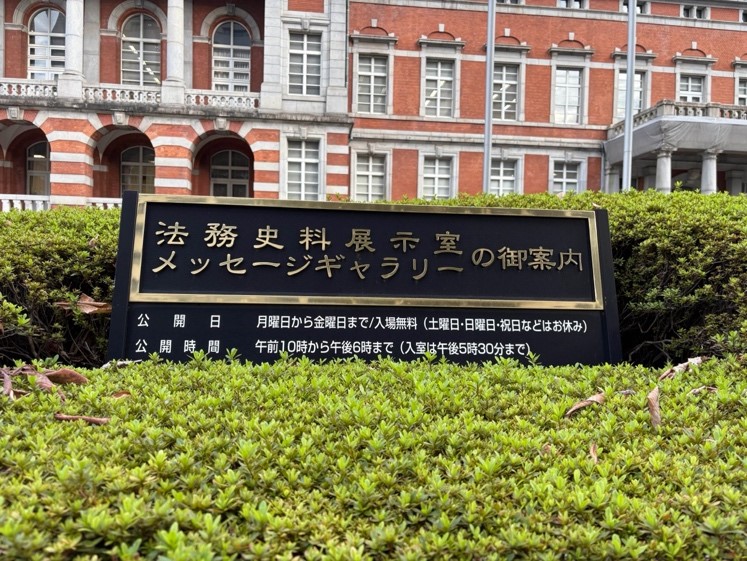 法務史料展示室の御案内
メッセージギャラリー
公開日 月曜日から金曜日まで/入場無料(土曜日・日曜日・祝日などはお休み)
公開時間 午前10時から午後6時まで(入室は午後5時30分まで)